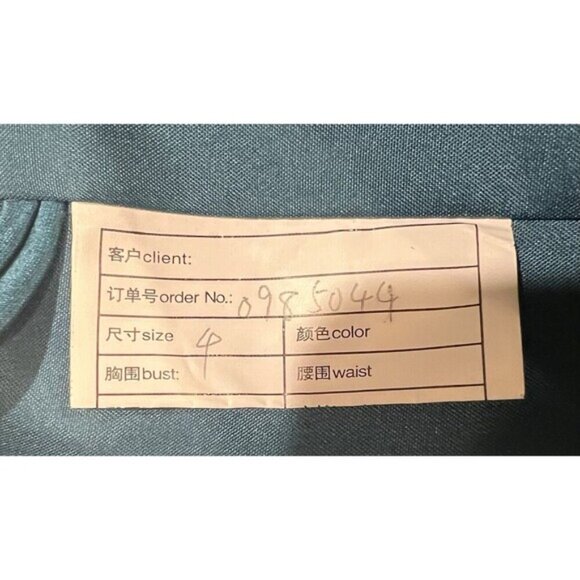 客户client:
订单号order No.: 0985044
尺寸size 4 颜色color
胸围bust: 腰围waist